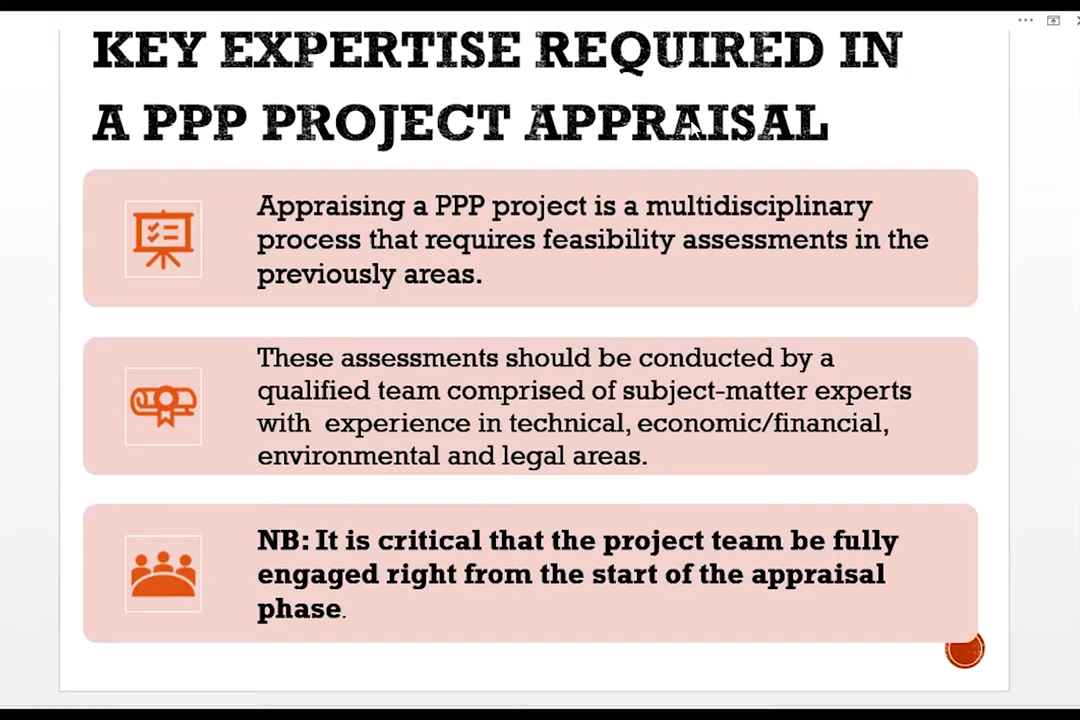 KEY EXPERTISE REQUIRED IN
A PPP PROJECT APPRAISAL
Appraising a PPP project is a multidisciplinary
process that requires feasibility assessments in the
previously areas.
These assessments should be conducted by a
qualified team comprised of subject-matter experts
with experience in technical, economic/financial,
environmental and legal areas.
NB: It is critical that the project team be fully
engaged right from the start of the appraisal
phase.